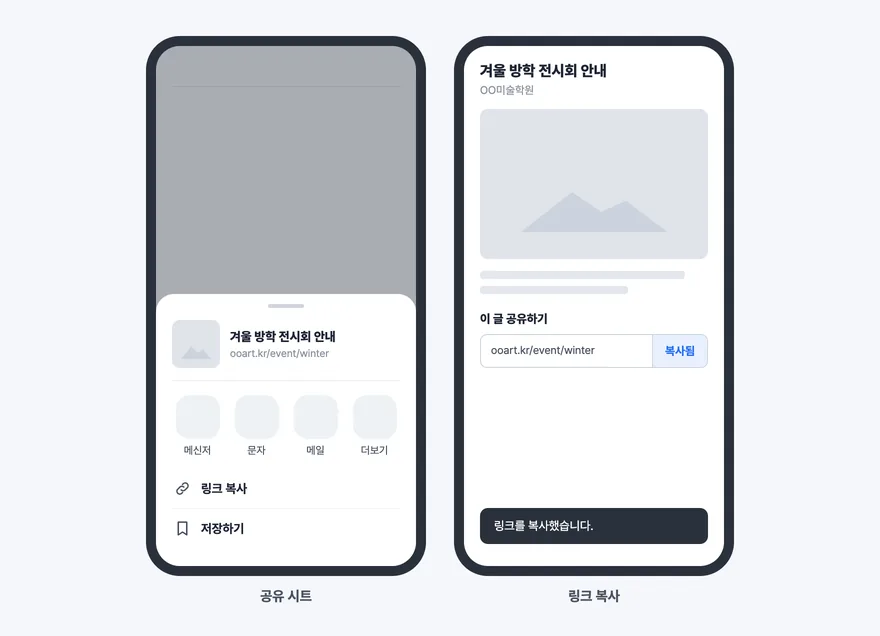 겨울 방학 전시회 안내
ooart.kr/event/winter
메신저
문자
메일
더보기
링크 복사
저장하기
공유 시트
겨울 방학 전시회 안내
OO미술학원
이 글 공유하기
ooart.kr/event/winter
복사됨
링크를 복사했습니다.
링크 복사